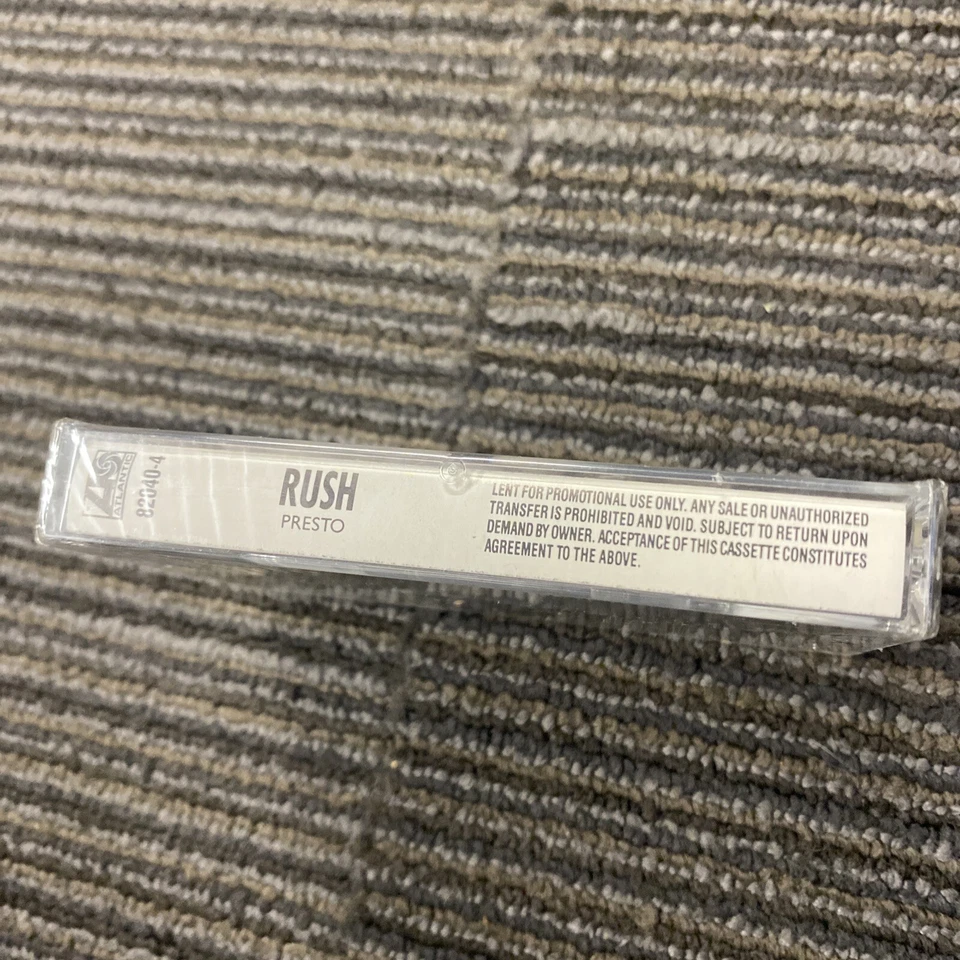 ATLANTIC
82040-4
RUSH
PRESTO
LENT FOR PROMOTIONAL USE ONLY. ANY SALE OR UNAUTHORIZED
TRANSFER IS PROHIBITED AND VOID. SUBJECT TO RETURN UPON
DEMAND BY OWNER. ACCEPTANCE OF THIS CASSETTE CONSTITUTES
AGREEMENT TO THE ABOVE.